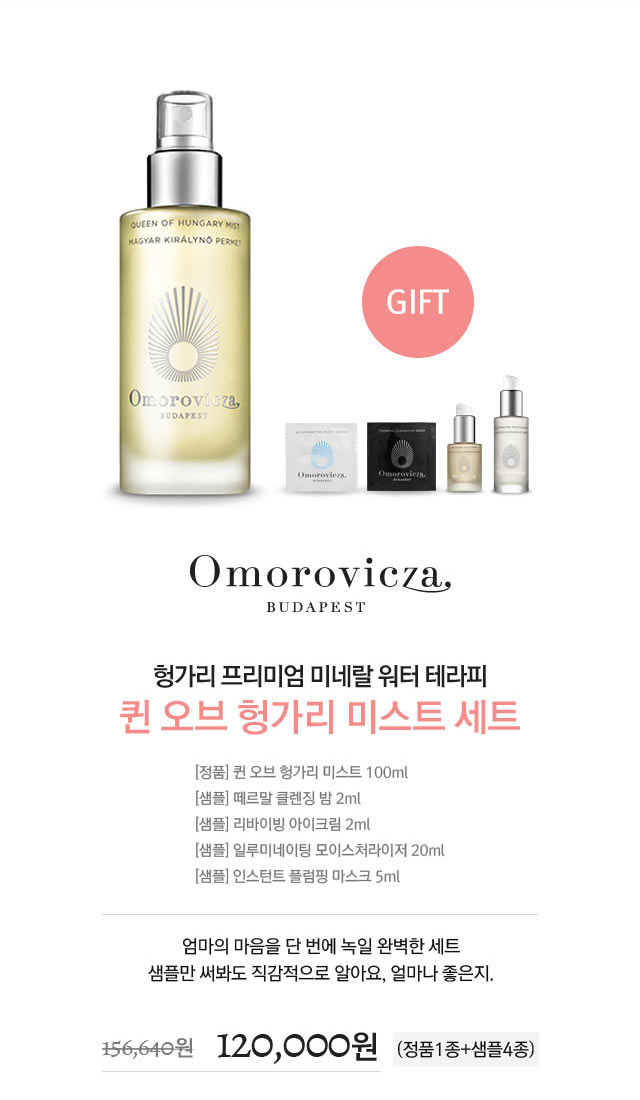 QUEEN OF HUNGARY MIST
MAGYAR KIRÁLYNŐ PERMET
Omorovicza
BUDAPEST
GIFT
Omorovicza
BUDAPEST
THERMAL CLEANSING BALM
Omorovicza
BUDAPEST
Omorovicza
BUDAPEST
헝가리 프리미엄 미네랄 워터 테라피
퀸 오브 헝가리 미스트 세트
[정품] 퀸 오브 헝가리 미스트 100ml
[샘플] 떼르말 클렌징 밤 2ml
[샘플] 리바이빙 아이크림 2ml
[샘플] 일루미네이팅 모이스처라이저 20ml
[샘플] 인스턴트 플럼핑 마스크 5ml
엄마의 마음을 단 번에 녹일 완벽한 세트
샘플만 써봐도 직감적으로 알아요, 얼마나 좋은지.
156,640원 120,000원 (정품1종+샘플4종)